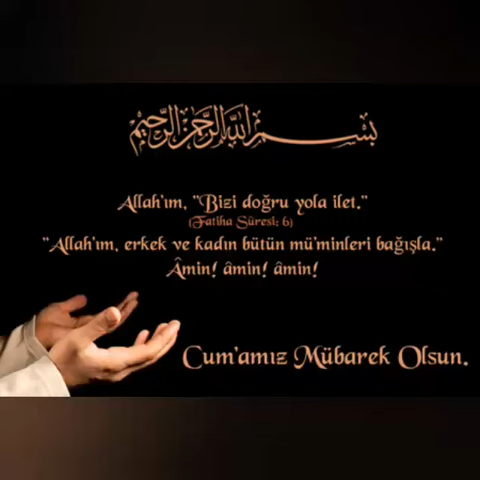 بسم الله الرحمن الرحيم
Allah'ım, "Bizi doğru yola ilet."
(Fatiha Sûresi: 6)
"Allah'ım, erkek ve kadın bütün mü'minleri bağışla."
Âmin! âmin! âmin!
Cum'amız Mübarek Olsun.